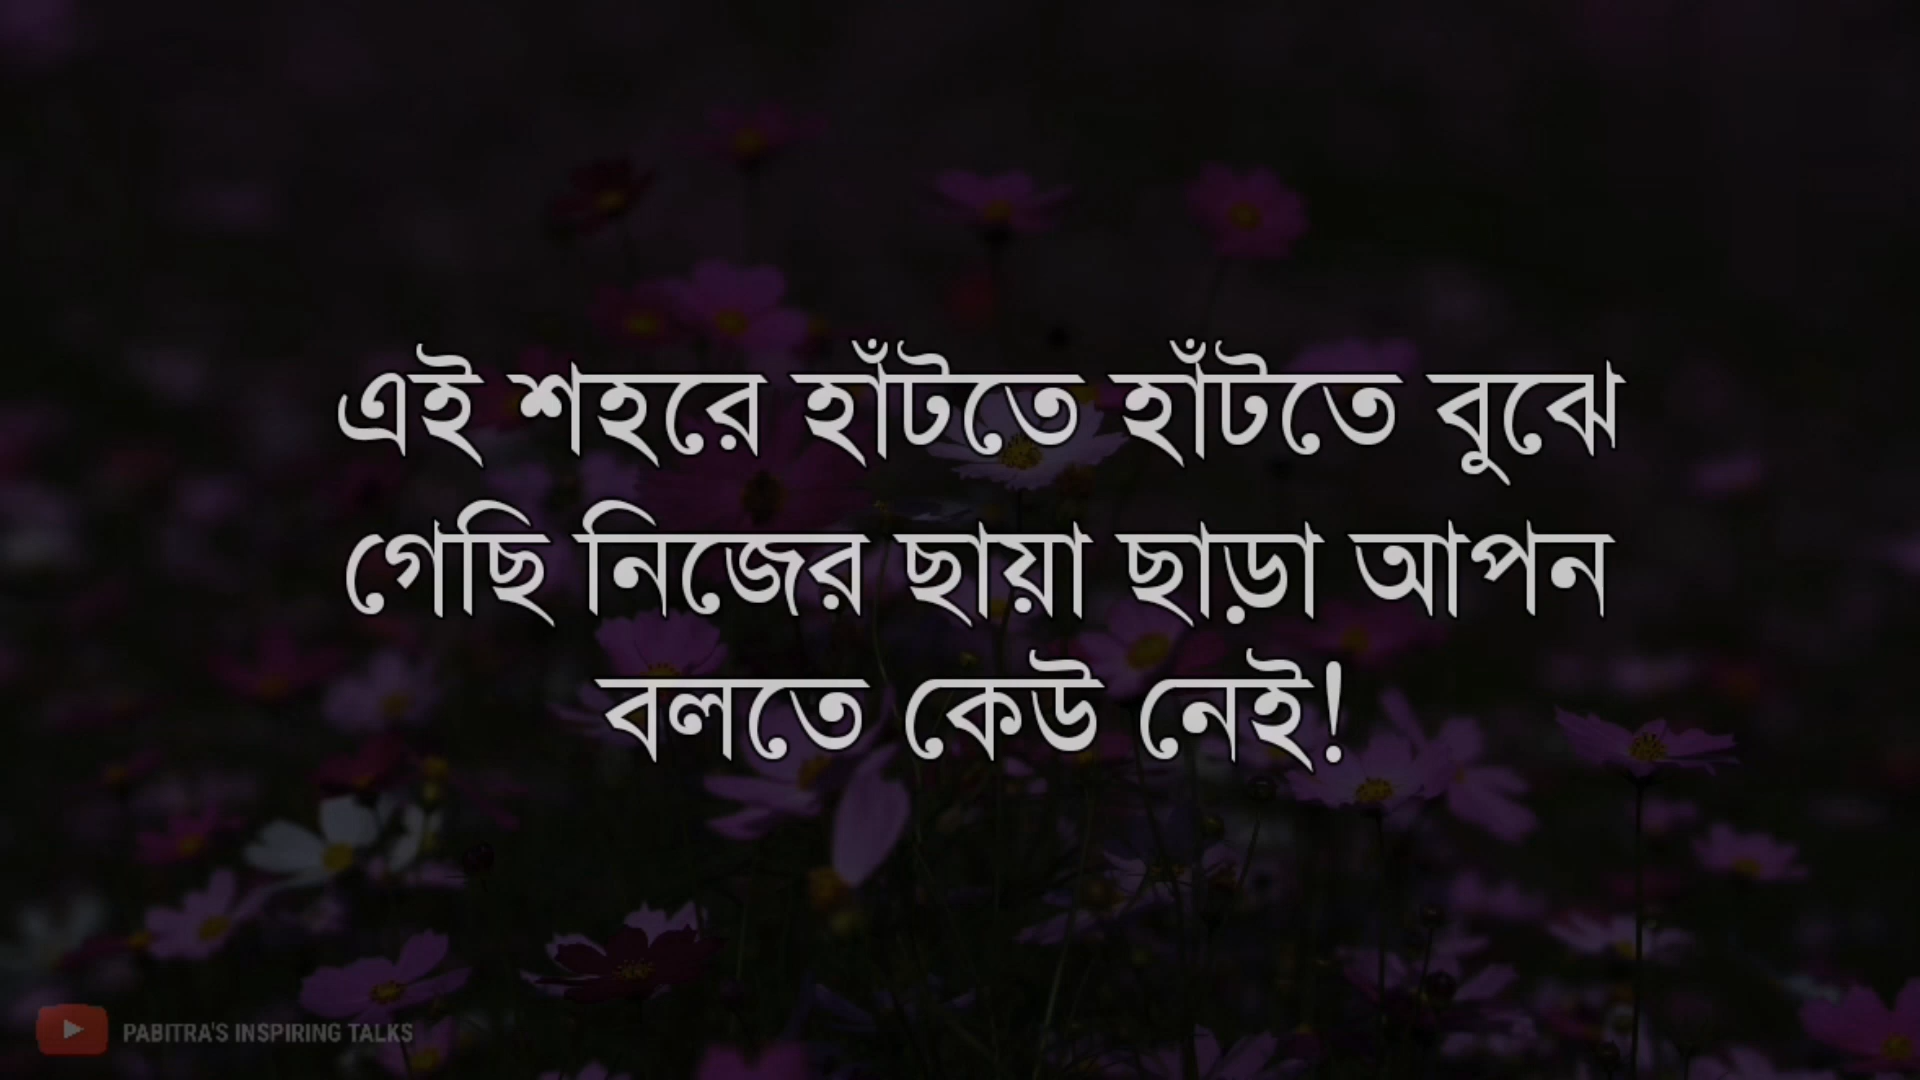 এই শহরে হাঁটতে হাঁটতে বুঝে
গেছি নিজের ছায়া ছাড়া আপন
বলতে কেউ নেই!
PABITRA'S INSPIRING TALKS